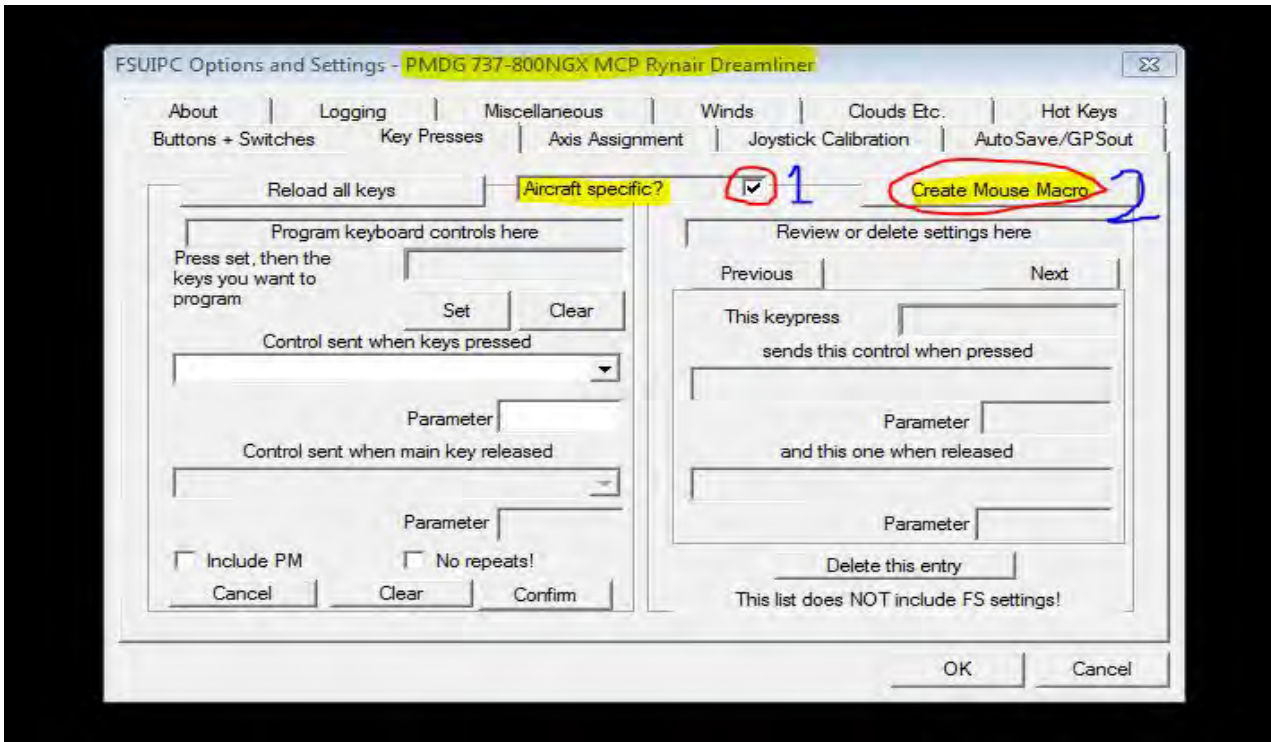 FSUIPC Options and Settings - PMDG 737-800NGX MCP Rynair Dreamliner
About Logging Miscellaneous Winds Clouds Etc. Hot Keys
Buttons + Switches Key Presses Axis Assignment Joystick Calibration AutoSave/GPSout
Reload all keys Aircraft specific? 1 Create Mouse Macro 2
Program keyboard controls here
Press set, then the
keys you want to
program
Set Clear
Control sent when keys pressed
Parameter
Control sent when main key released
Parameter
Include PM No repeats!
Cancel Clear Confirm
Review or delete settings here
Previous Next
This keypress
sends this control when pressed
Parameter
and this one when released
Parameter
Delete this entry
This list does NOT include FS settings!
OK Cancel